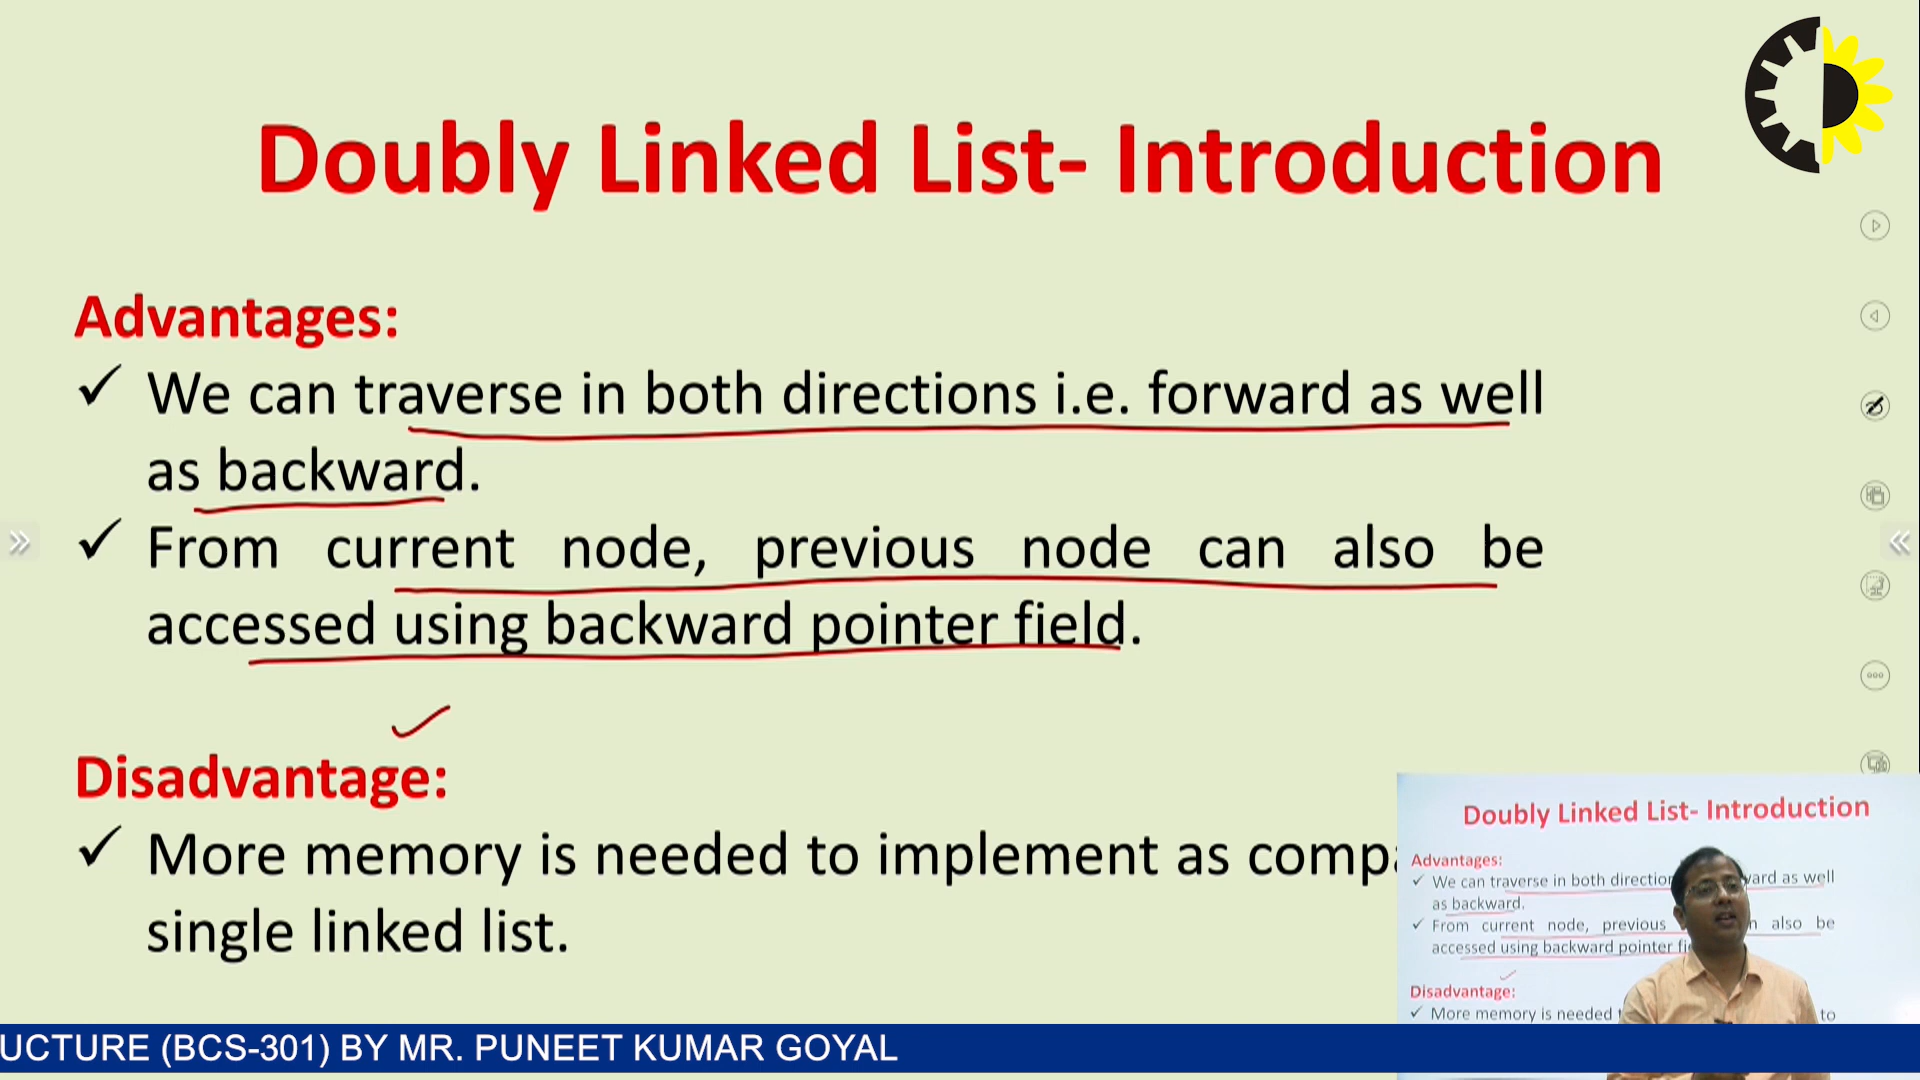 Doubly Linked List- Introduction
Advantages:
✓ We can traverse in both directions i.e. forward as well
as backward.
✓ From current node, previous node can also be
accessed using backward pointer field.
Disadvantage:
✓ More memory is needed to implement as
single linked list.
Doubly Linked List- Introduction
Advantages:
✓ We can traverse in both as well
as backward.
✓ From current node, previous also be
accessed using backward pointer
Disadvantage:
✓ More memory is needed to
UCTURE (BCS-301) BY MR. PUNEET KUMAR GOYAL